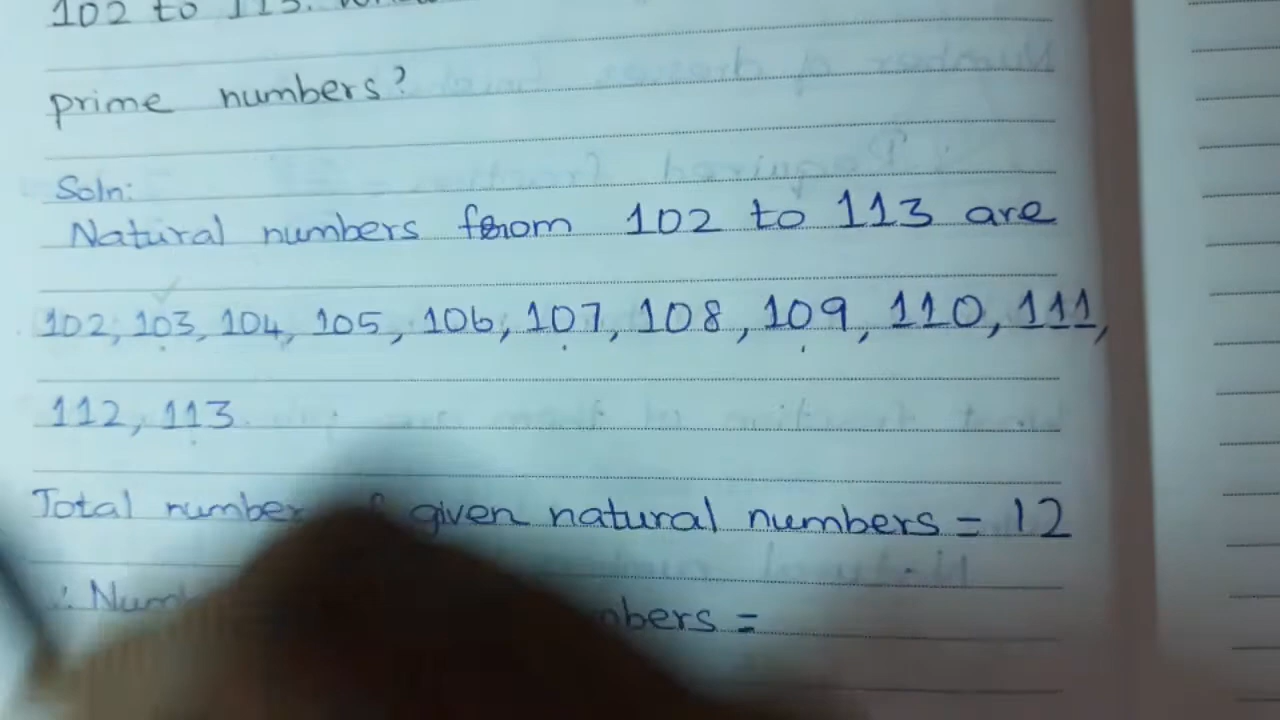 102 to 113.
prime numbers?
Soln:
Natural numbers from 102 to 113 are
102, 103, 104, 105, 106, 107, 108, 109, 110, 111,
112, 113
Total number given natural numbers = 12
=